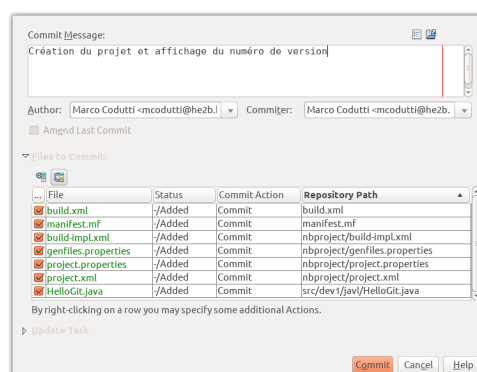 Commit Message:
Création du projet et affichage du numéro de version
Author: Marco Codutti <mcodutti@he2b.l Commiter: Marco Codutti <mcodutti@he2b.
Amend Last Commit
Files to Commit:
... File Status Commit Action Repository Path
build.xml -/Added Commit build.xml
manifest.mf -/Added Commit manifest.mf
build-impl.xml -/Added Commit nbproject/build-impl.xml
genfiles.properties -/Added Commit nbproject/genfiles.properties
project.properties -/Added Commit nbproject/project.properties
project.xml -/Added Commit nbproject/project.xml
HelloGit.java -/Added Commit src/dev1/javl/HelloGit.java
By right-clicking on a row you may specify some additional Actions.
Update Task
Commit Cancel Help